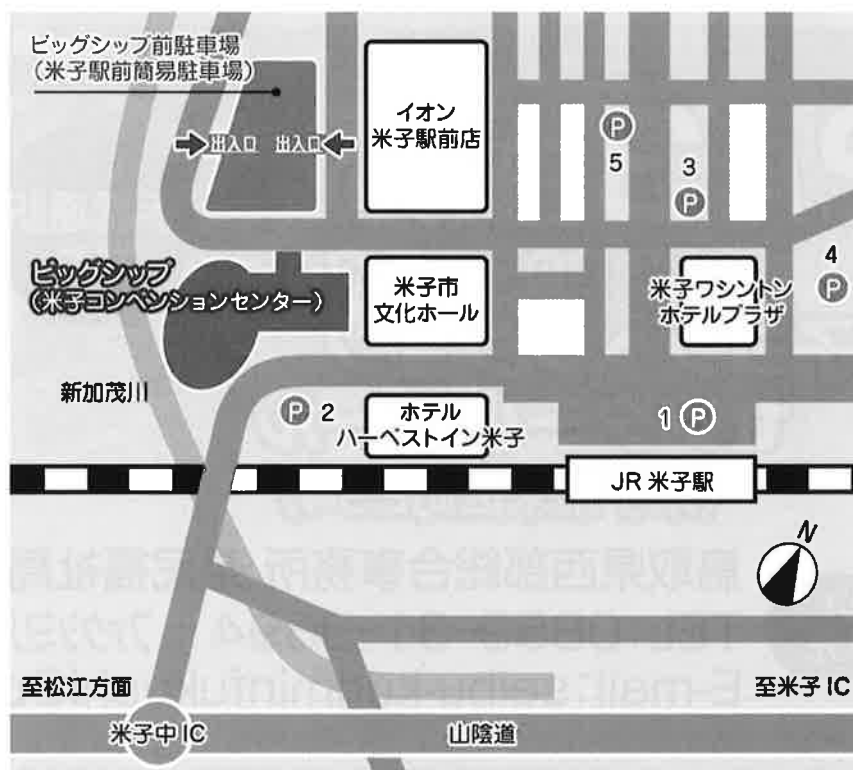 ビッグシップ前駐車場
(米子駅前簡易駐車場)
出入口 出入口
イオン
米子駅前店
P
5
3
P
4
P
ビッグシップ
(米子コンベンションセンター)
米子市
文化ホール
米子ワシントン
ホテルプラザ
新加茂川
P 2
ホテル
ハーベストイン米子
1 P
JR 米子駅
N
至松江方面
至米子 IC
米子中 IC
山陰道